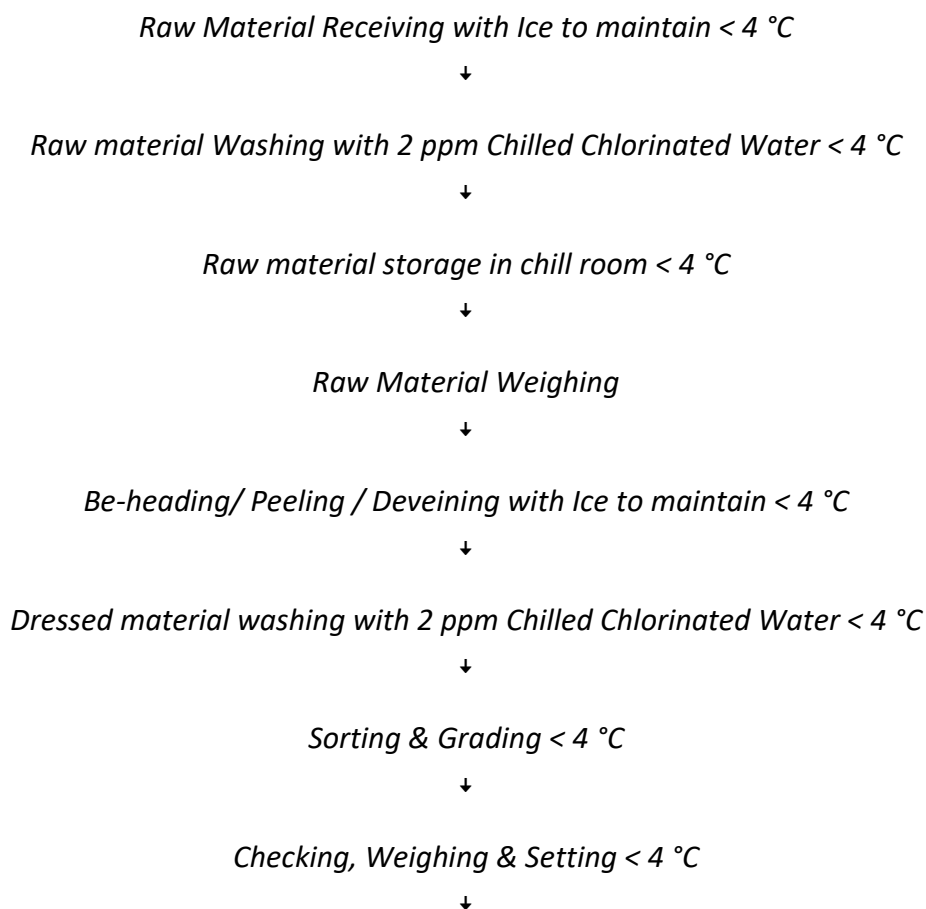 Raw Material Receiving with Ice to maintain < 4 °C
↓
Raw material Washing with 2 ppm Chilled Chlorinated Water < 4 °C
↓
Raw material storage in chill room < 4 °C
↓
Raw Material Weighing
↓
Be-heading/ Peeling / Deveining with Ice to maintain < 4 °C
↓
Dressed material washing with 2 ppm Chilled Chlorinated Water < 4 °C
↓
Sorting & Grading < 4 °C
↓
Checking, Weighing & Setting < 4 °C
↓